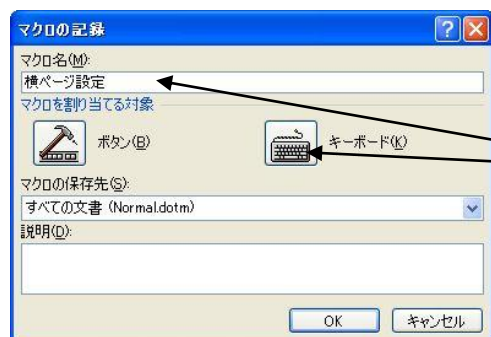 マクロの記録
マクロ名(M):
横ページ設定
マクロを割り当てる対象
ボタン(B)
キーボード(K)
マクロの保存先(S):
すべての文書 (Normal.dotm)
説明(D):
OK
キャンセル